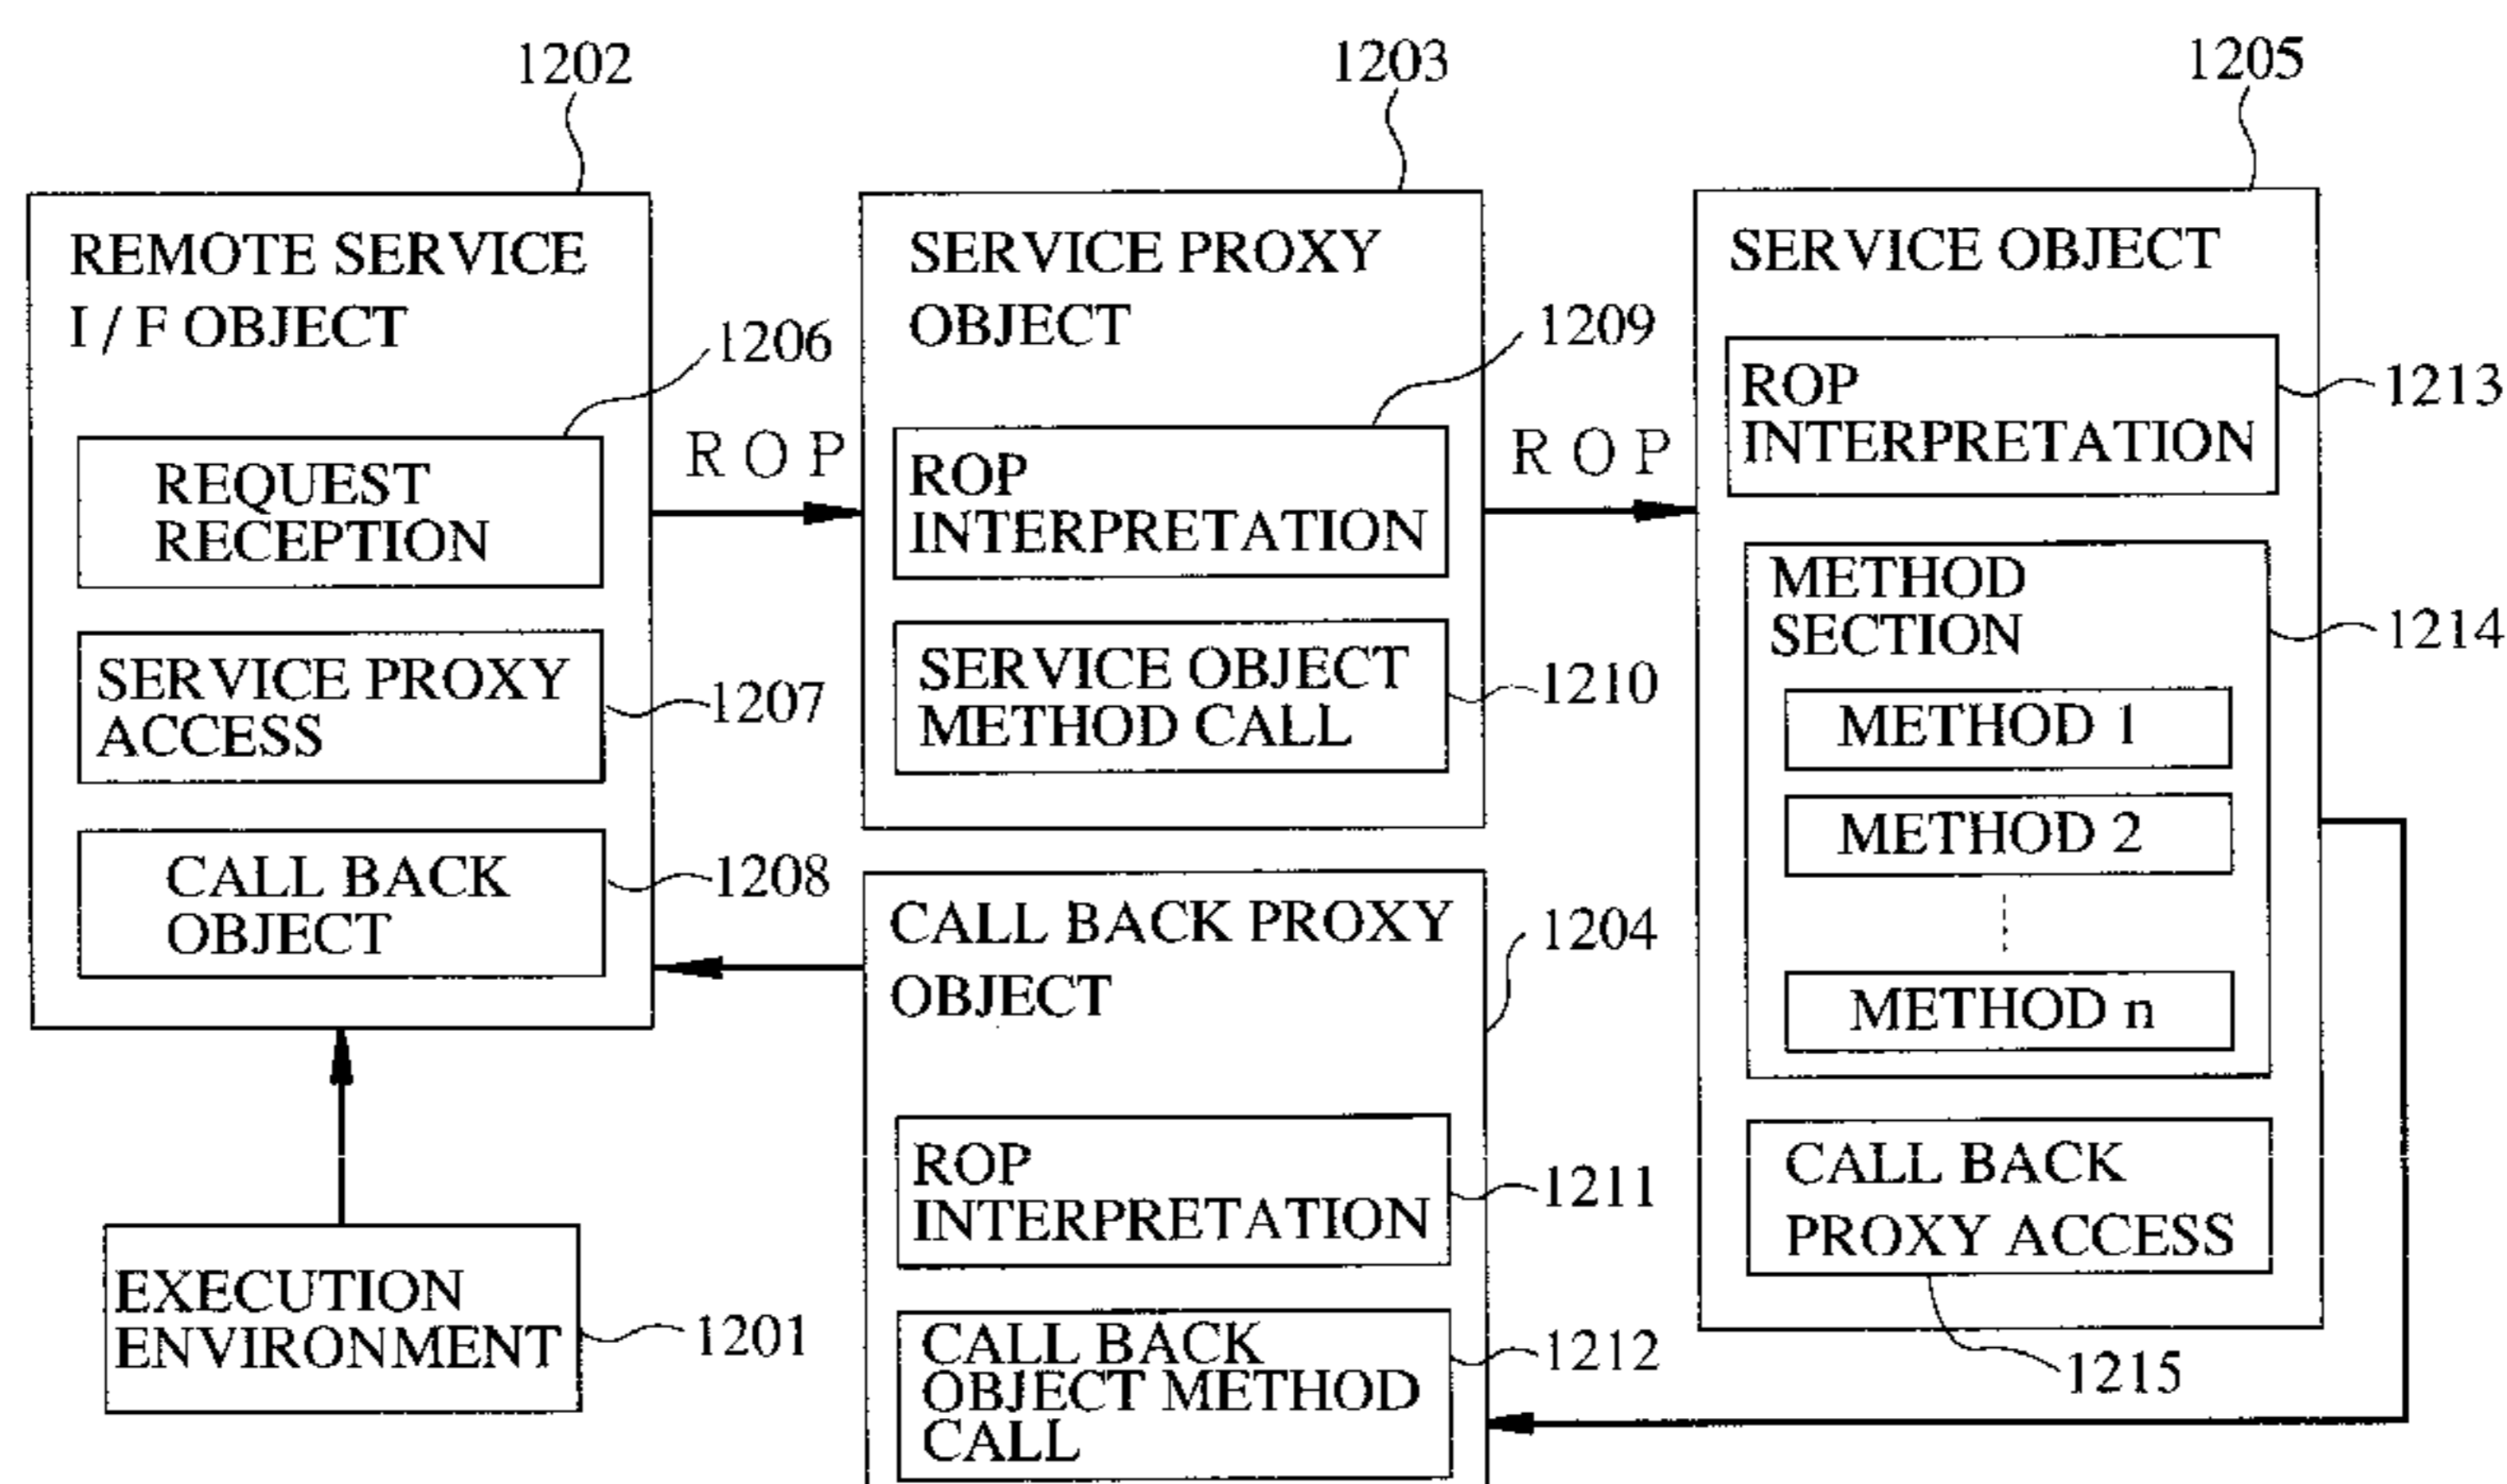 1202
1203
1205
REMOTE SERVICE
I / F OBJECT
1206
REQUEST
RECEPTION
SERVICE PROXY
ACCESS
1207
CALL BACK
OBJECT
1208
EXECUTION
ENVIRONMENT
1201
R O P
SERVICE PROXY
OBJECT
1209
ROP
INTERPRETATION
SERVICE OBJECT
METHOD CALL
1210
R O P
CALL BACK PROXY
OBJECT
1204
ROP
INTERPRETATION
1211
CALL BACK
OBJECT METHOD
CALL
1212
SERVICE OBJECT
ROP
INTERPRETATION
1213
METHOD
SECTION
1214
METHOD 1
METHOD 2
METHOD n
CALL BACK
PROXY ACCESS
1215